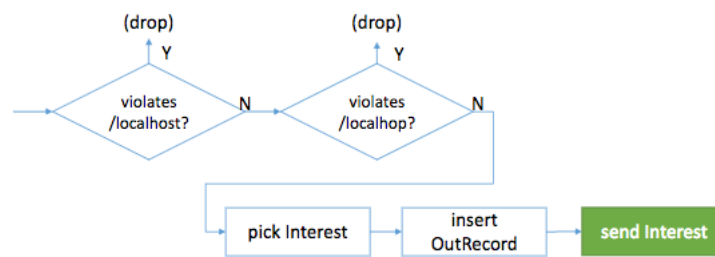 (drop)
(drop)
Y
Y
violates
/localhost?
N
violates
/localhop?
N
pick Interest
insert
OutRecord
send Interest